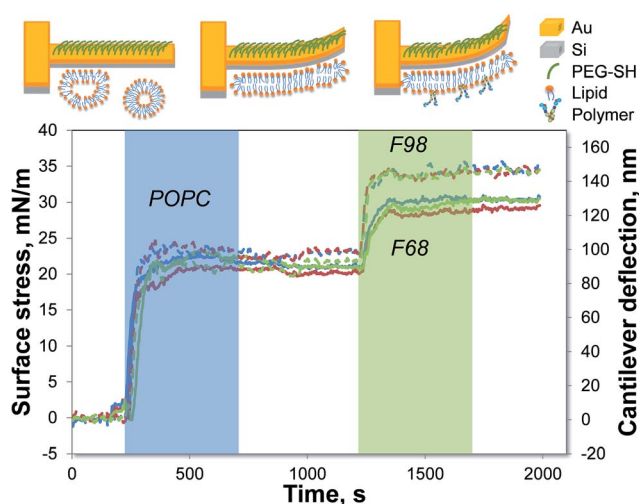 Au
Si
PEG-SH
Lipid
Polymer
40
35
30
25
20
15
10
5
0
-5
Surface stress, mN/m
POPC
F98
F68
160
140
120
100
80
60
40
20
0
-20
Cantilever deflection, nm
0
500
1000
1500
2000
Time, s